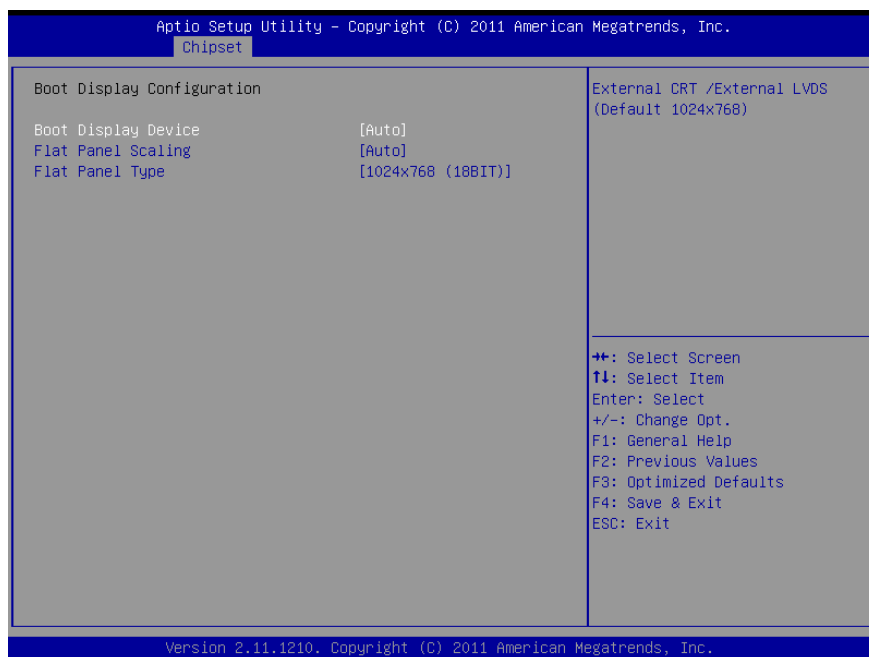 Aptio Setup Utility – Copyright (C) 2011 American Megatrends, Inc.
Chipset
Boot Display Configuration
Boot Display Device [Auto]
Flat Panel Scaling [Auto]
Flat Panel Type [1024x768 (18BIT)]
External CRT /External LVDS
(Default 1024x768)
→←: Select Screen
↑↓: Select Item
Enter: Select
+/-: Change Opt.
F1: General Help
F2: Previous Values
F3: Optimized Defaults
F4: Save & Exit
ESC: Exit
Version 2.11.1210. Copyright (C) 2011 American Megatrends, Inc.